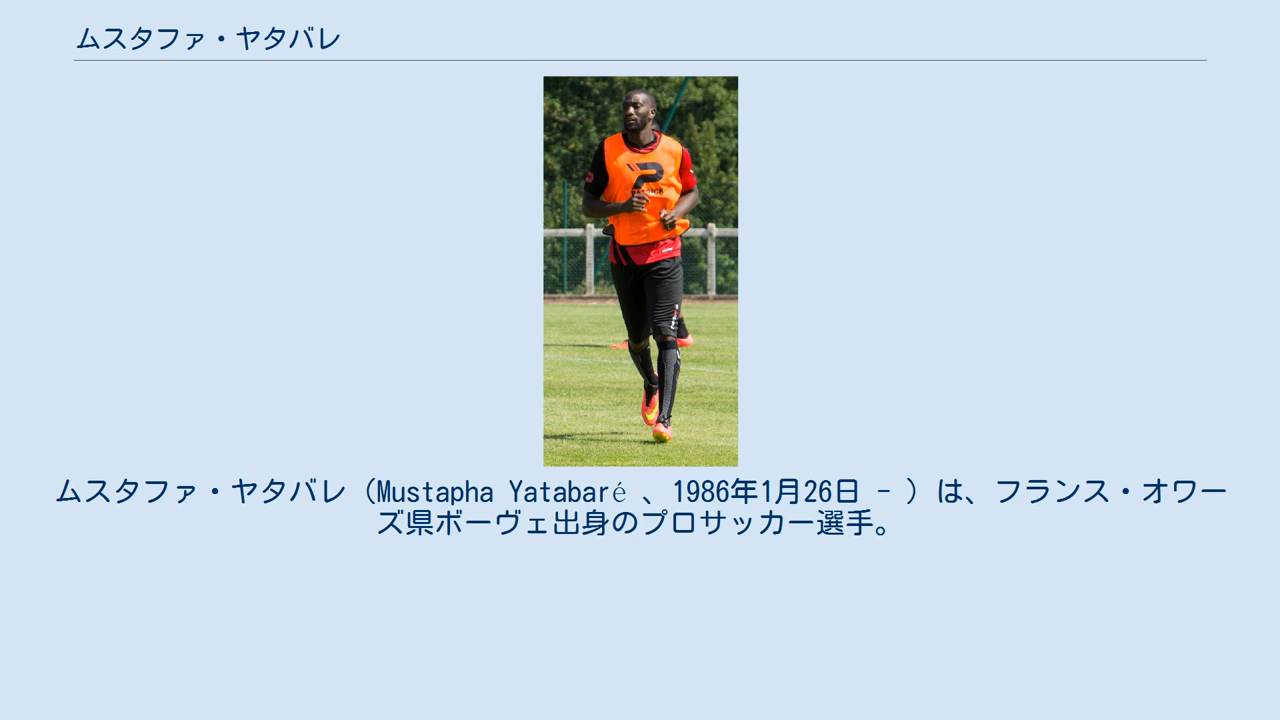 ムスタファ・ヤタバレ
ムスタファ・ヤタバレ（Mustapha Yatabaré 、1986年1月26日 - ）は、フランス・オワー
ズ県ボーヴェ出身のプロサッカー選手。